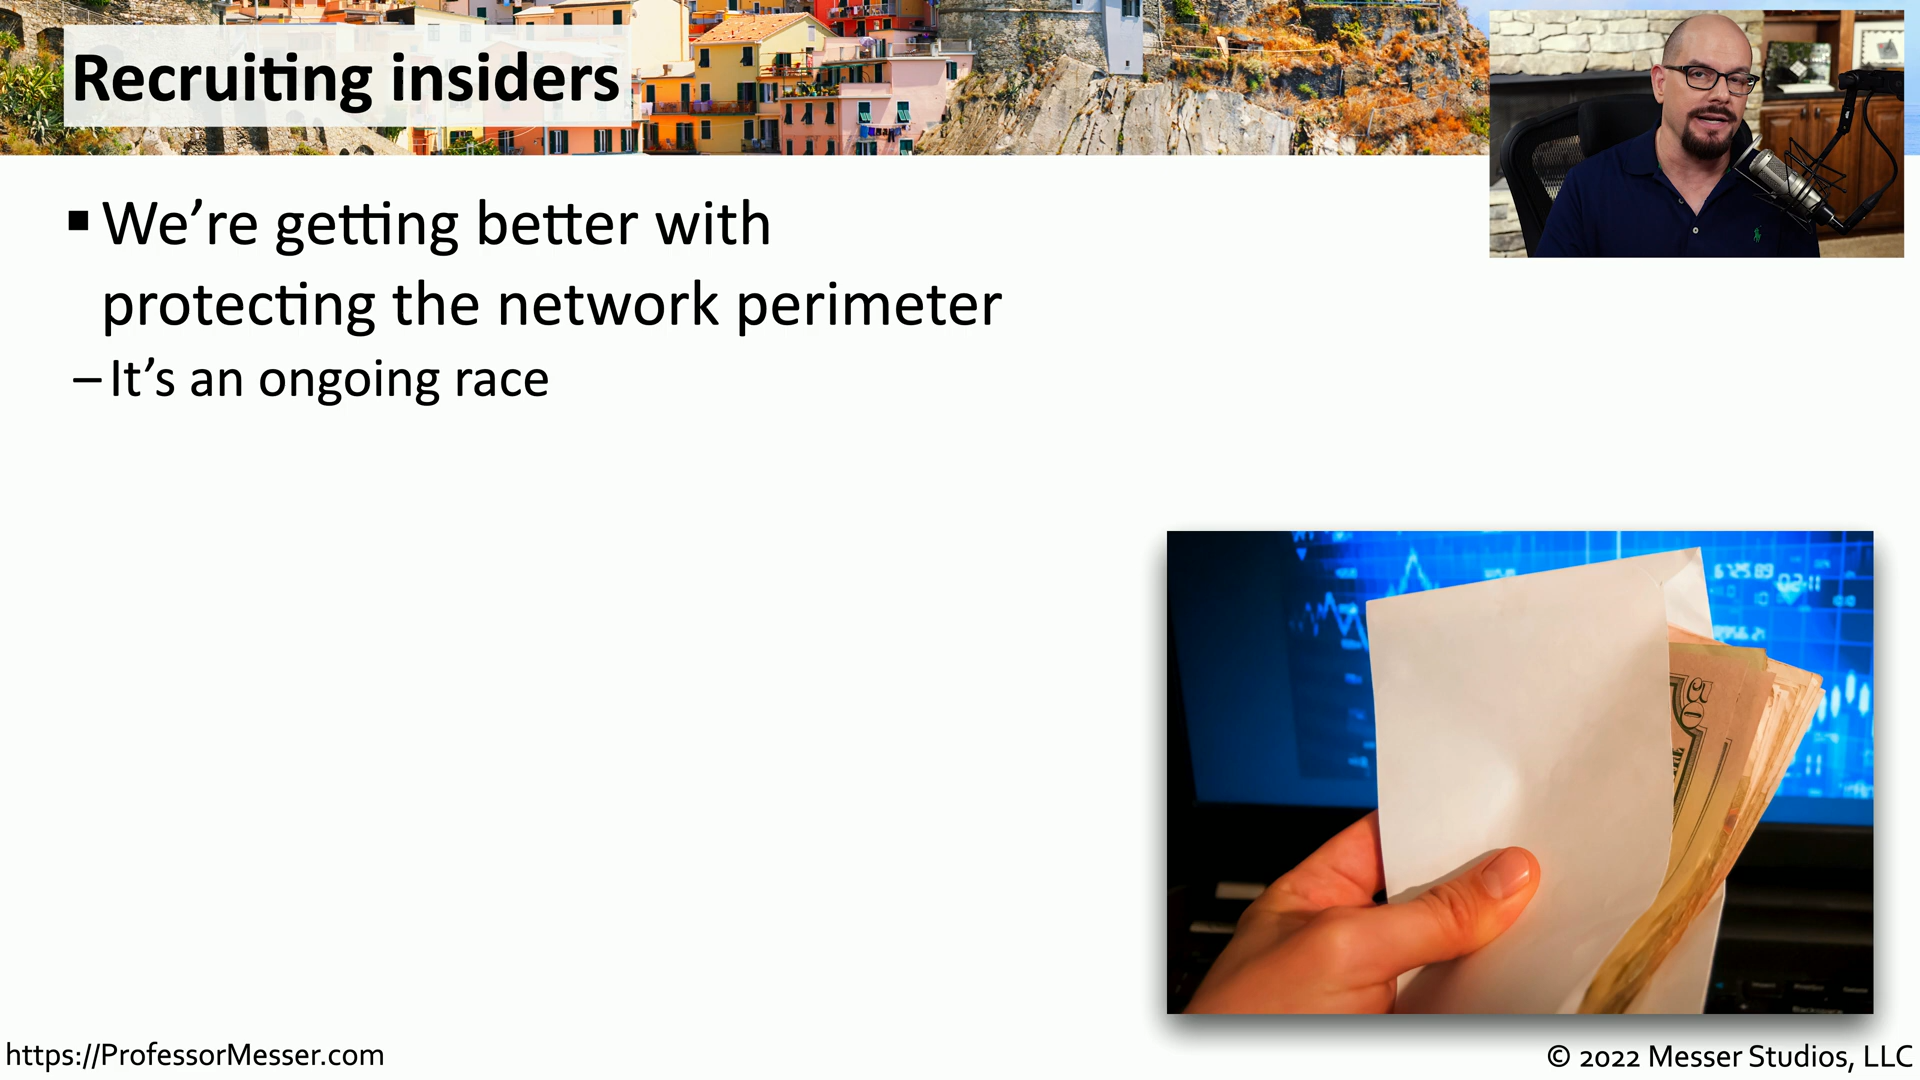 Recruiting insiders
▪ We’re getting better with
protecting the network perimeter
– It’s an ongoing race
50
https://ProfessorMesser.com
© 2022 Messer Studios, LLC